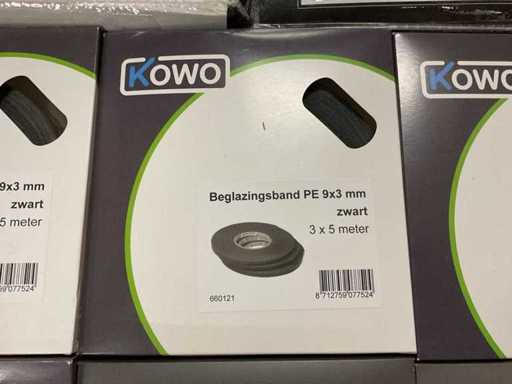 KOWO
KOWO
9x3 mm
zwart
5 meter
Beglazingsband PE 9x3 mm
zwart
3 x 5 meter
660121
8 712759 077524
077524